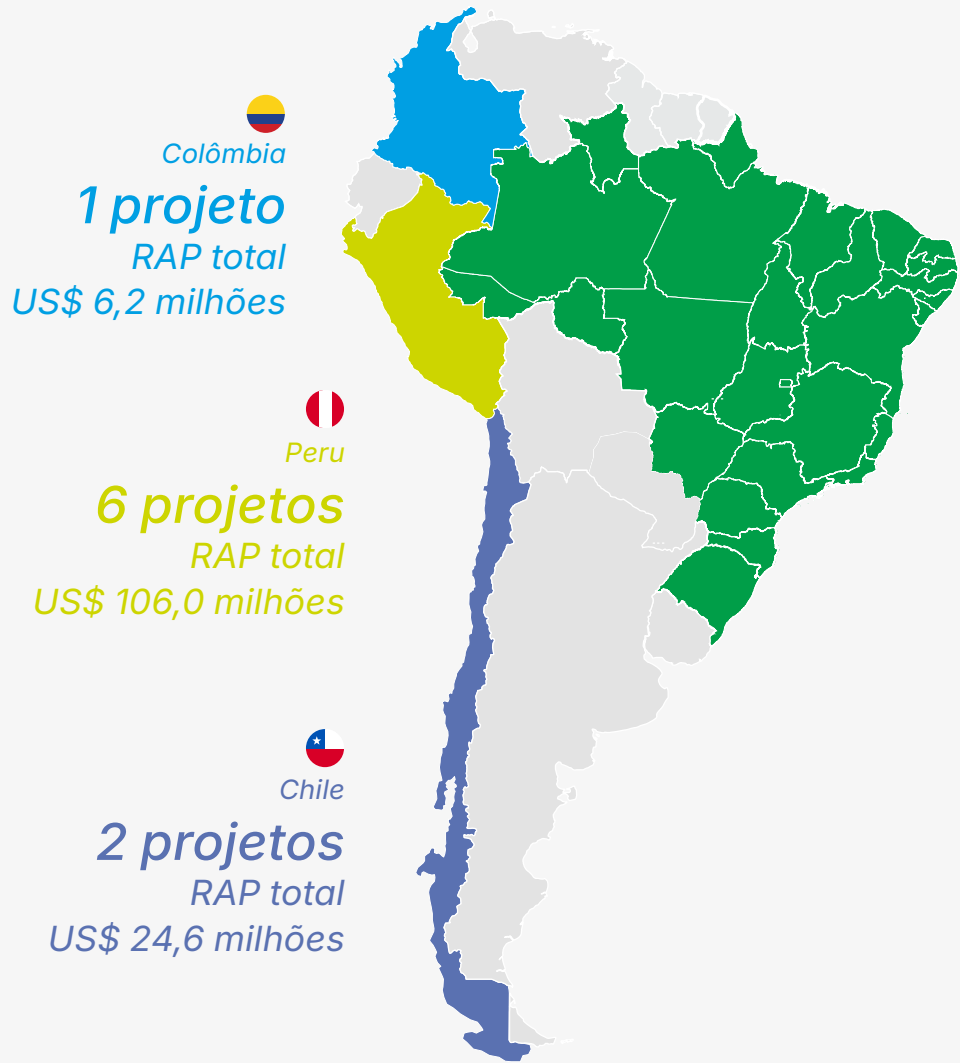 Colômbia
1 projeto
RAP total
US$ 6,2 milhões
Peru
6 projetos
RAP total
US$ 106,0 milhões
Chile
2 projetos
RAP total
US$ 24,6 milhões